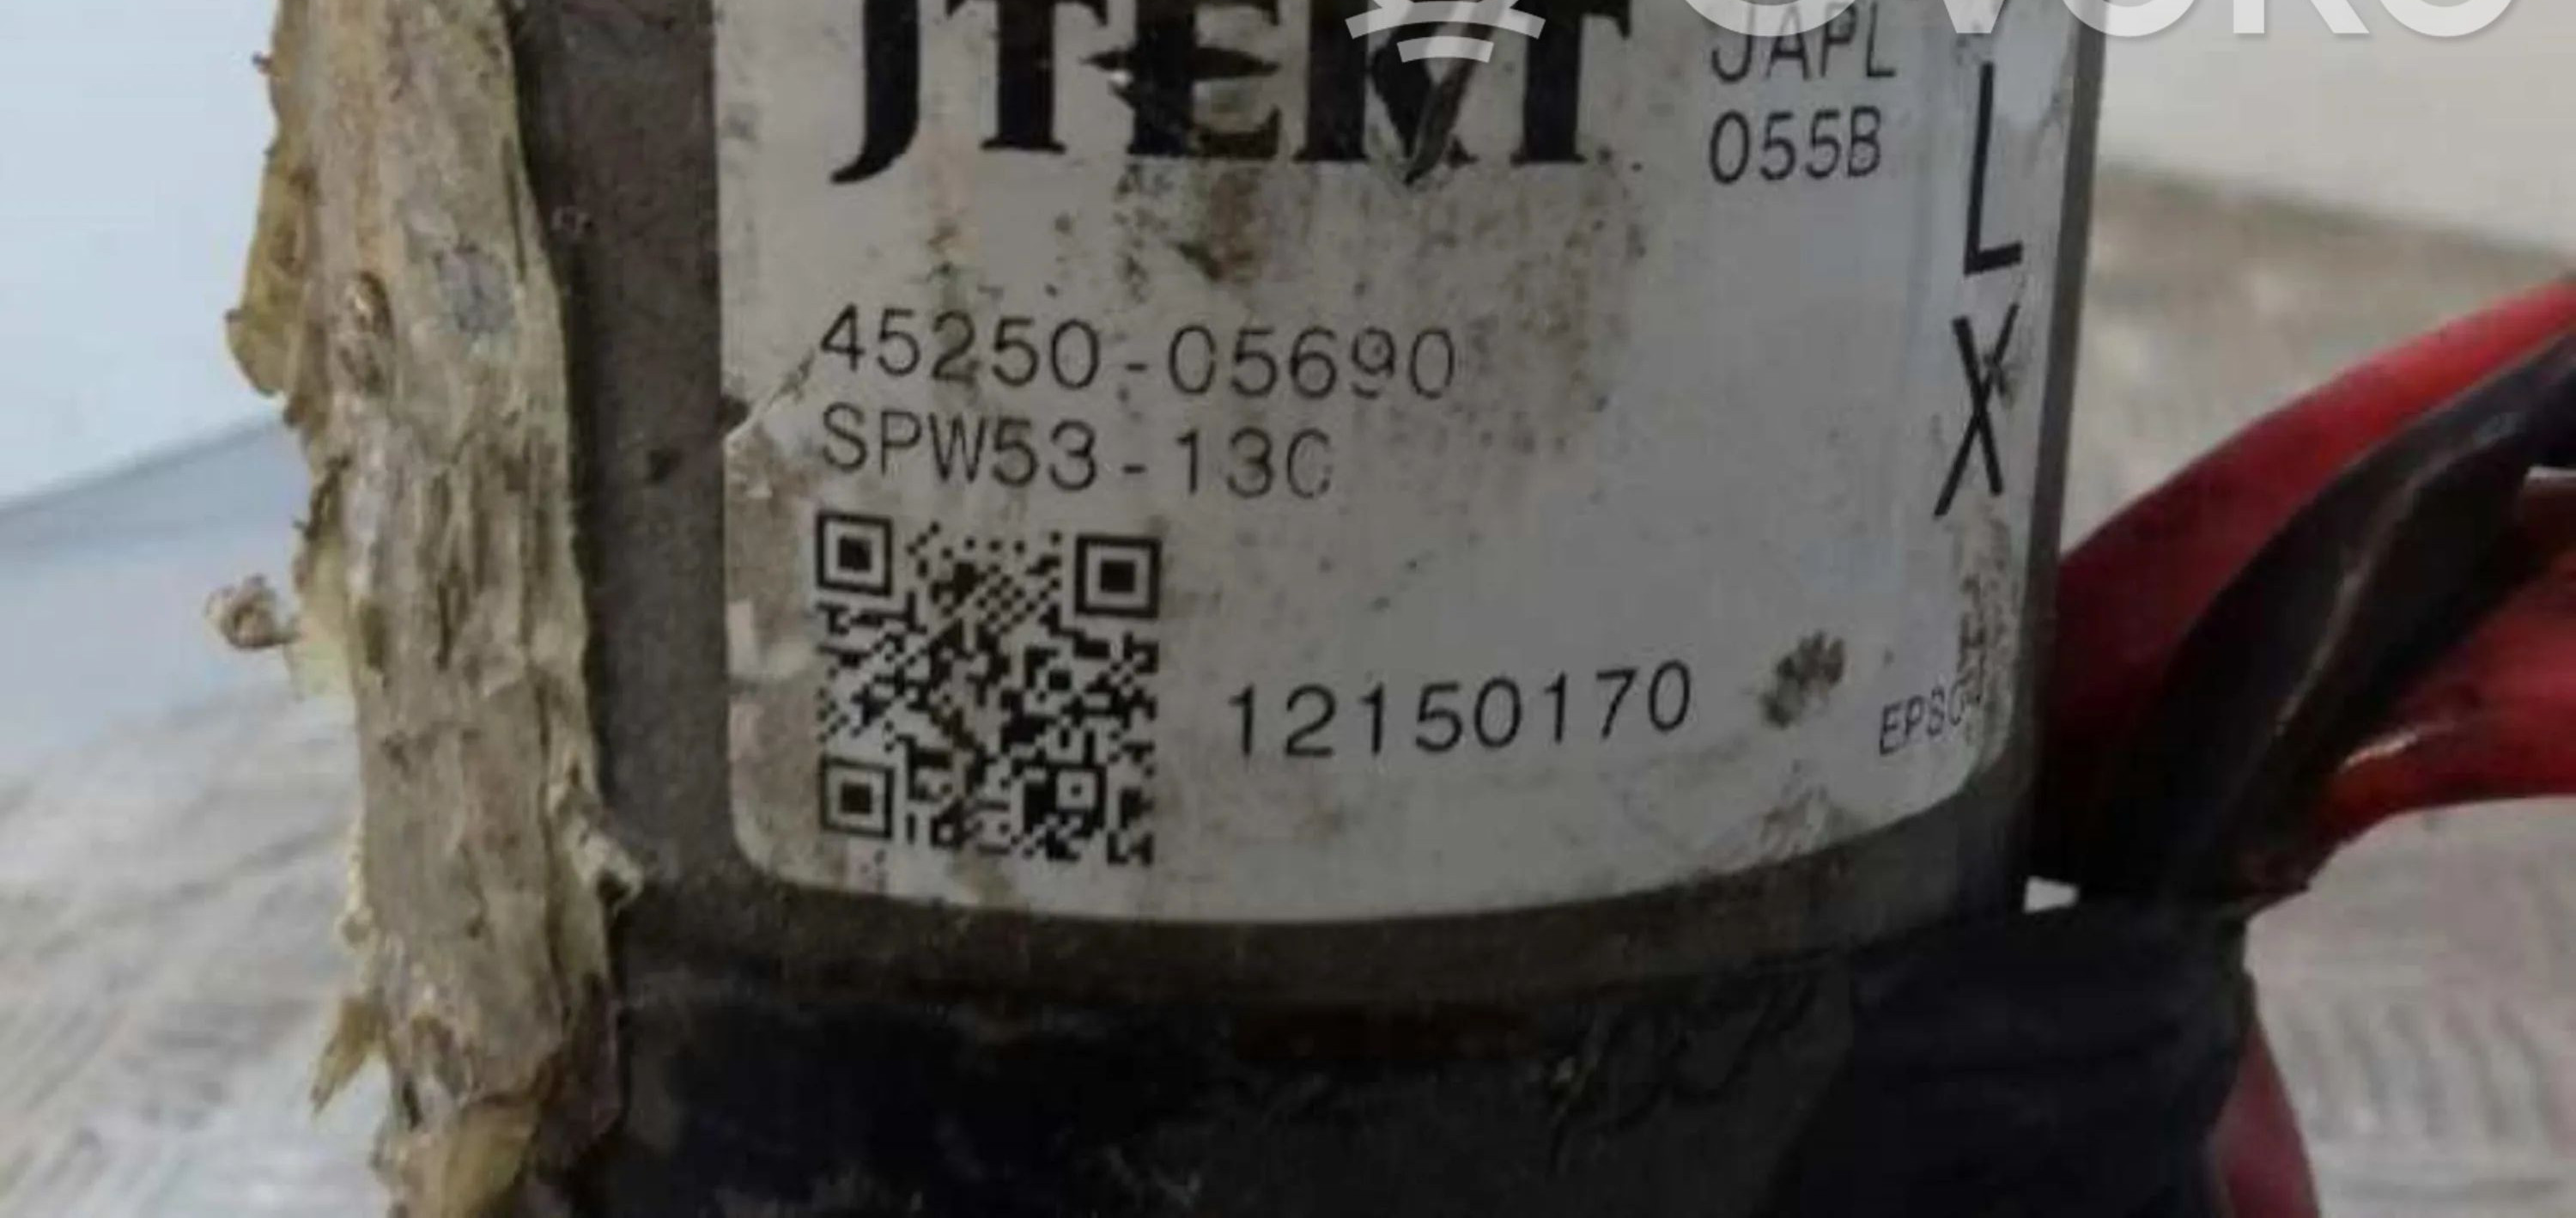 JTEKT
JAPL
055B
L
X
45250-05690
SPW53-13C
12150170